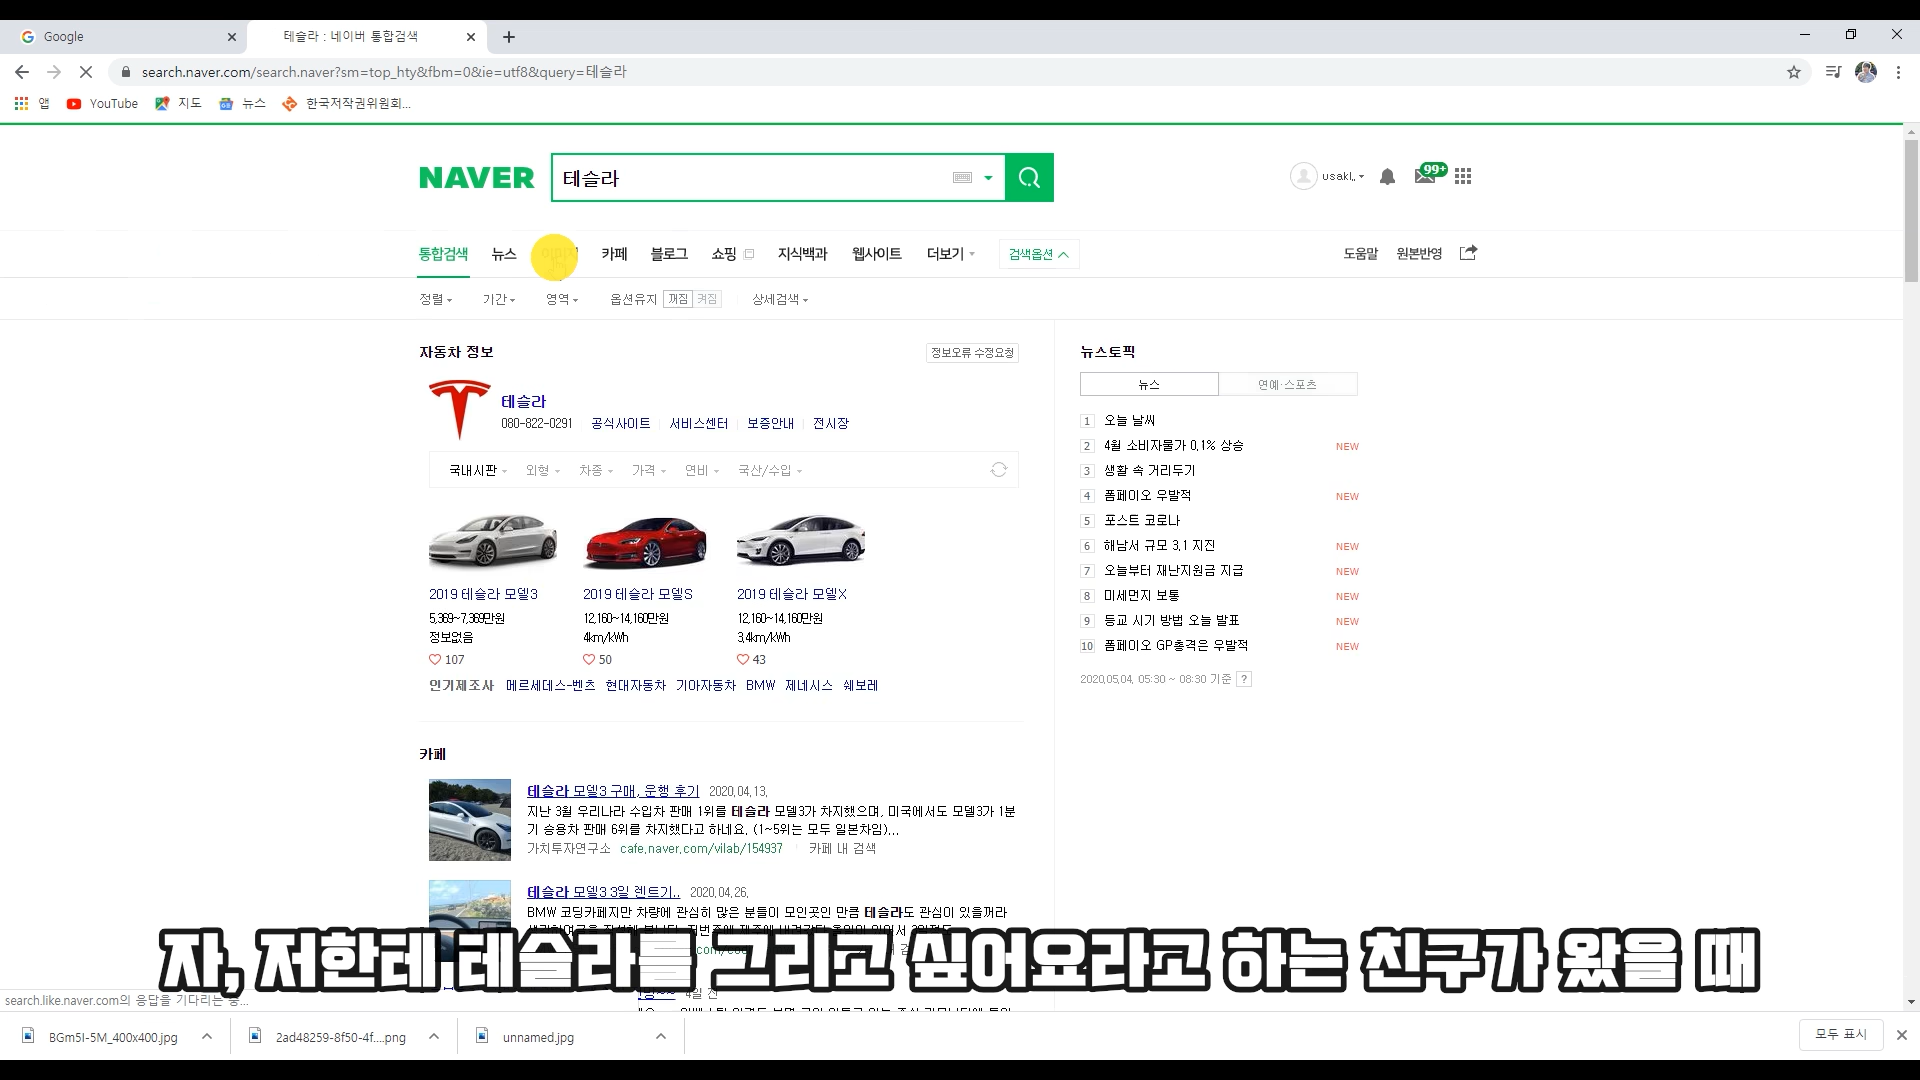 Google
테슬라 : 네이버 통합검색
search.naver.com/search.naver?sm=top_hty&fbm=0&ie=utf8&query=테슬라
앱 YouTube 지도 뉴스 한국저작권위원회...
NAVER 테슬라
usakl,, 99+
통합검색 뉴스 카페 블로그 쇼핑 지식백과 웹사이트 더보기 검색옵션 도움말 원본반영
정렬 기간 영역 옵션유지 꺼짐 켜짐 상세검색
자동차 정보 정보오류 수정요청
테슬라
080-822-0291 공식사이트 서비스센터 보증안내 전시장
국내시판 외형 차종 가격 연비 국산/수입
2019 테슬라 모델3 2019 테슬라 모델S 2019 테슬라 모델X
5,369~7,369만원 12,160~14,160만원 12,160~14,160만원
정보없음 4km/kWh 3.4km/kWh
107 50 43
인기제조사 메르세데스-벤츠 현대자동차 기아자동차 BMW 제네시스 쉐보레
카페
테슬라 모델3 구매, 운행 후기 2020.04.13.
지난 3월 우리나라 수입차 판매 1위를 테슬라 모델3가 차지했으며, 미국에서도 모델3가 1분
기 승용차 판매 6위를 차지했다고 하네요. (1~5위는 모두 일본차임)...
가치투자연구소 cafe.naver.com/vilab/154937 카페 내 검색
테슬라 모델3 3일 렌트기.. 2020.04.26.
BMW 코딩카페지만 차량에 관심히 많은 분들이 모인곳인 만큼 테슬라도 관심이 있을꺼라
4일 전
뉴스토픽
뉴스 연예·스포츠
1 오늘 날씨
2 4월 소비자물가 0.1% 상승 NEW
3 생활 속 거리두기
4 폼페이오 우발적 NEW
5 포스트 코로나
6 해남서 규모 3.1 지진 NEW
7 오늘부터 재난지원금 지급 NEW
8 미세먼지 보통 NEW
9 등교 시기 방법 오늘 발표 NEW
10 폼페이오 GP총격은 우발적 NEW
2020.05.04. 05:30 ~ 08:30 기준 ?
자, 저한테 테슬라를 그리고 싶어요라고 하는 친구가 왔을 때
search.like.naver.com의 응답을 기다리는 중...
BGm5I-5M_400x400.jpg 2ad48259-8f50-4f....png unnamed.jpg 모두 표시